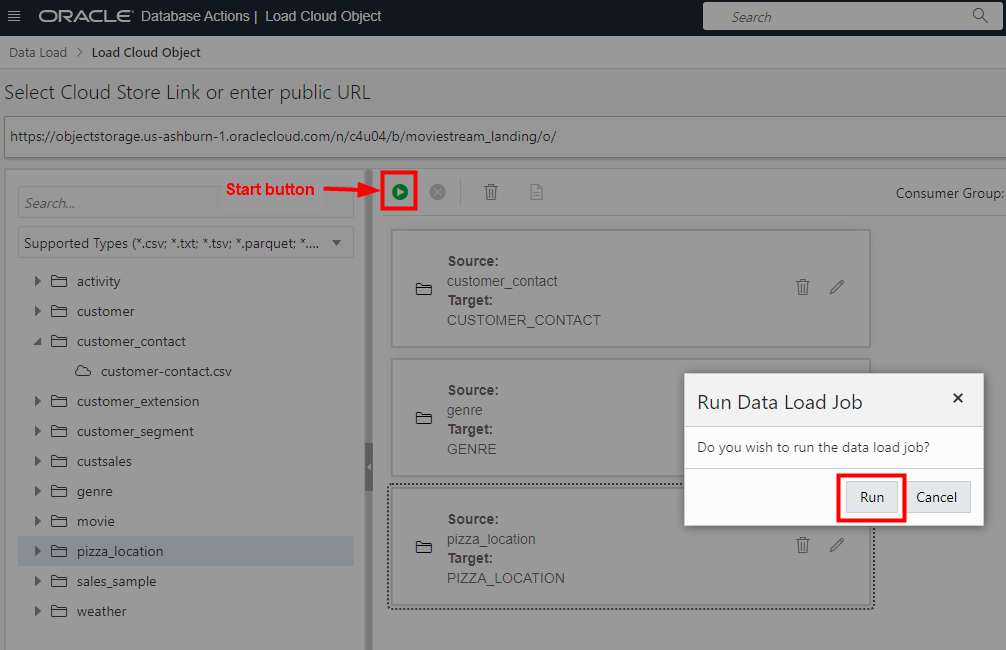 ORACLE Database Actions | Load Cloud Object
Search
Data Load > Load Cloud Object
Select Cloud Store Link or enter public URL
https://objectstorage.us-ashburn-1.oraclecloud.com/n/c4u04/b/moviestream_landing/o/
Start button
Consumer Group:
Search...
Supported Types (*.csv; *.txt; *.tsv; *.parquet; *....
activity
customer
customer_contact
customer-contact.csv
customer_extension
customer_segment
custsales
genre
movie
pizza_location
sales_sample
weather
Source:
customer_contact
Target:
CUSTOMER_CONTACT
Source:
genre
Target:
GENRE
Source:
pizza_location
Target:
PIZZA_LOCATION
Run Data Load Job
Do you wish to run the data load job?
Run Cancel